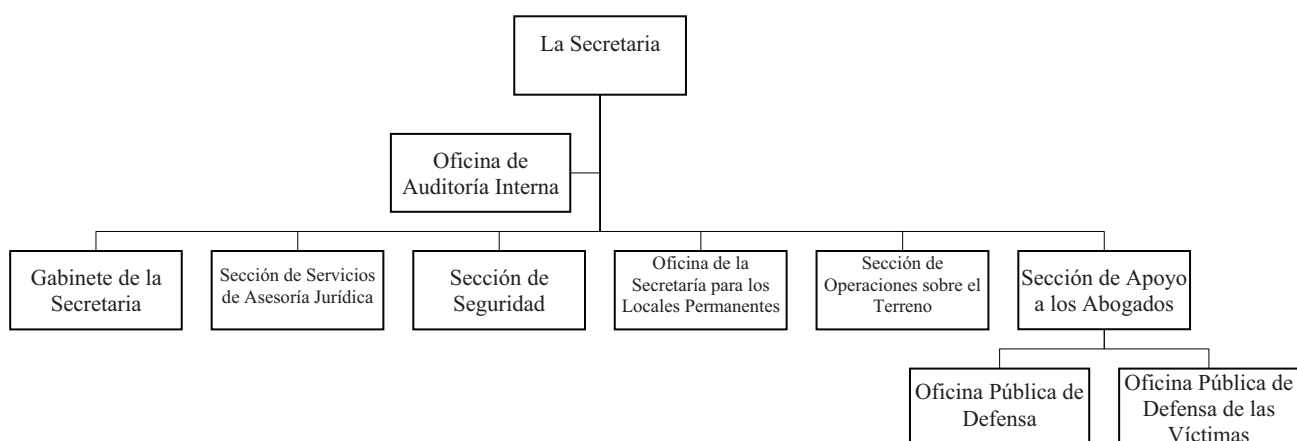 La Secretaria
Oficina de
Auditoría Interna
Gabinete de la
Secretaria
Sección de Servicios
de Asesoría Jurídica
Sección de
Seguridad
Oficina de la
Secretaría para los
Locales Permanentes
Sección de
Operaciones sobre el
Terreno
Sección de Apoyo
a los Abogados
Oficina Pública de
Defensa
Oficina Pública de
Defensa de las
Víctimas